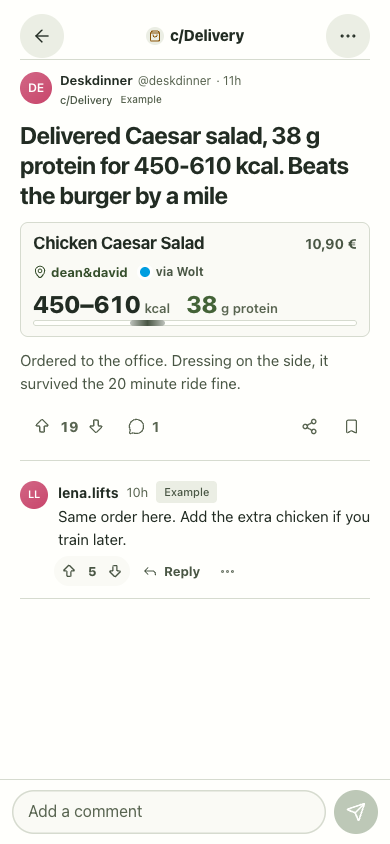 c/Delivery
DE
Deskdinner @deskdinner · 11h
c/Delivery Example
Delivered Caesar salad, 38 g
protein for 450-610 kcal. Beats
the burger by a mile
Chicken Caesar Salad 10,90 €
dean&david via Wolt
450–610 kcal 38 g protein
Ordered to the office. Dressing on the side, it
survived the 20 minute ride fine.
19 1
LL
lena.lifts 10h Example
Same order here. Add the extra chicken if you
train later.
5 Reply
Add a comment